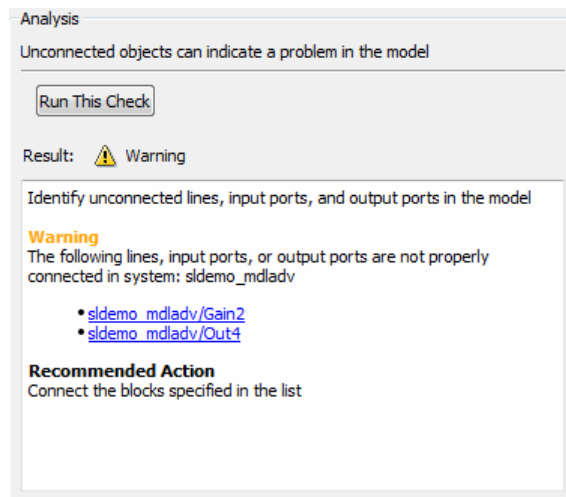 Analysis
Unconnected objects can indicate a problem in the model
Run This Check
Result: Warning
Identify unconnected lines, input ports, and output ports in the model
Warning
The following lines, input ports, or output ports are not properly
connected in system: sldemo_mdladv
• sldemo_mdladv/Gain2
• sldemo_mdladv/Out4
Recommended Action
Connect the blocks specified in the list